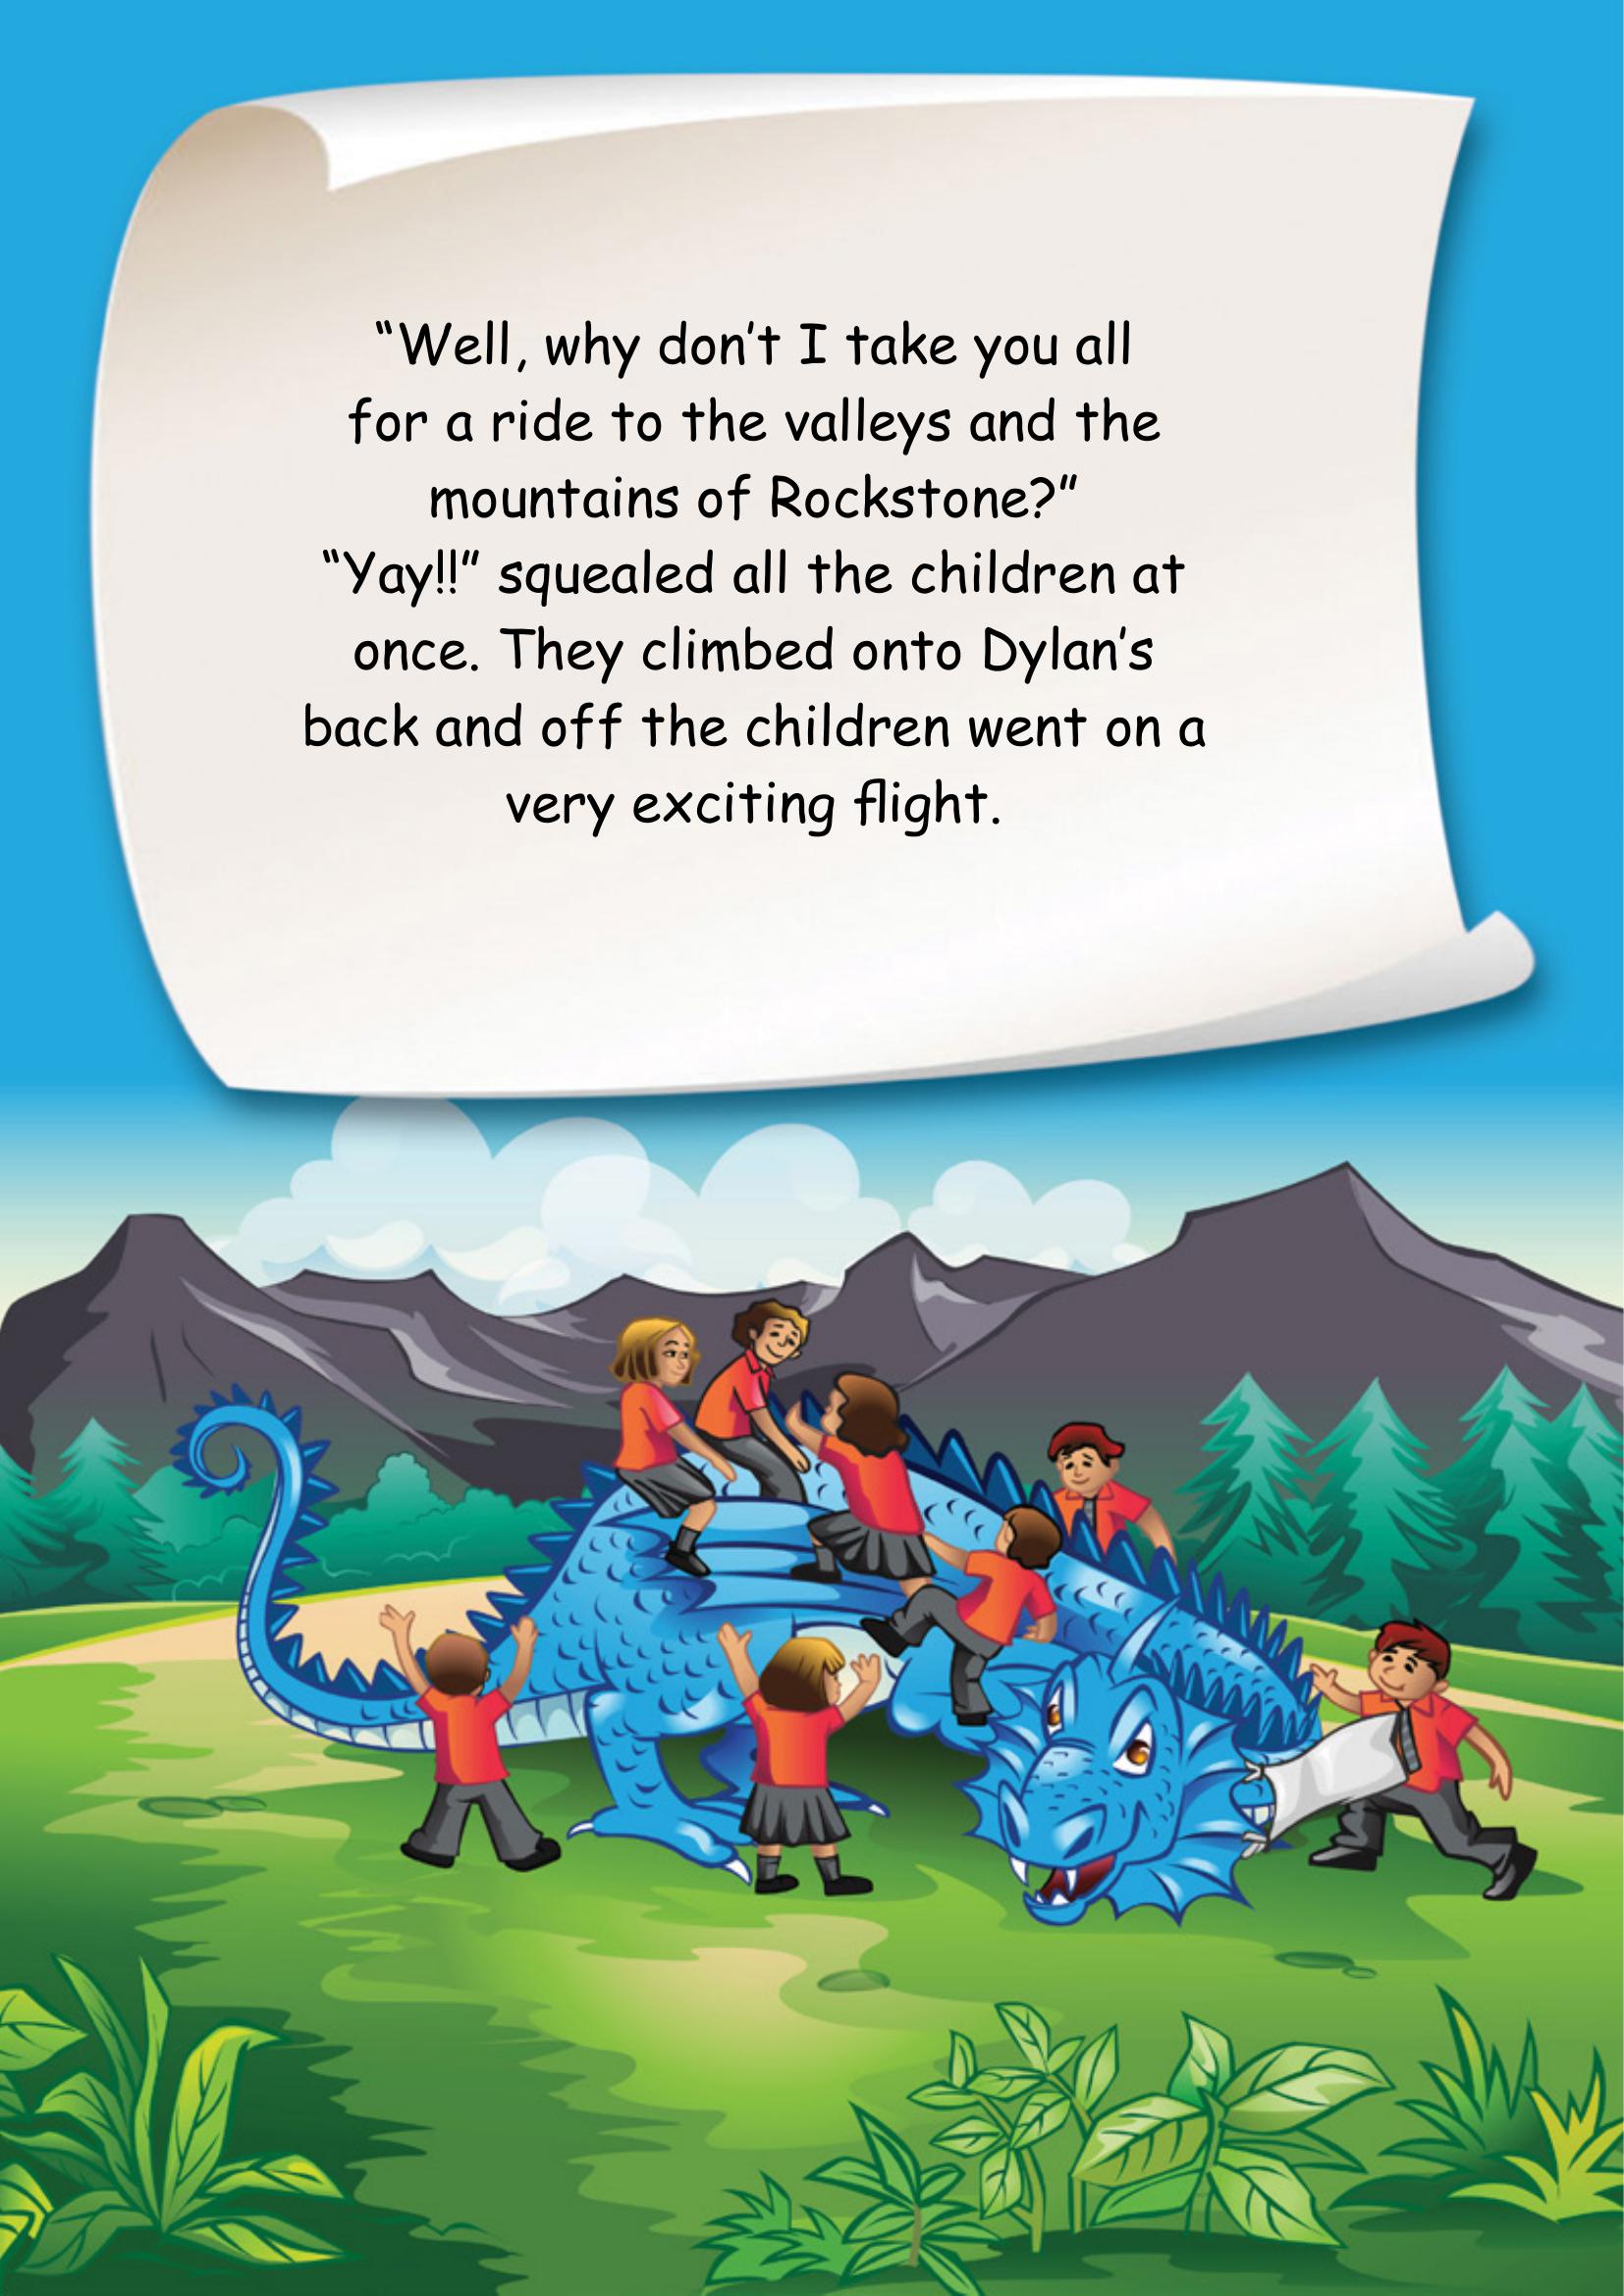 “Well, why don’t I take you all
for a ride to the valleys and the
mountains of Rockstone?”
“Yay!!” squealed all the children at
once. They climbed onto Dylan’s
back and off the children went on a
very exciting flight.